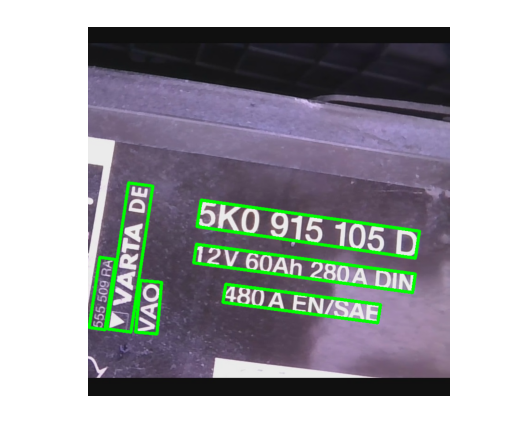 5K0 915 105 D
12V 60Ah 280A DIN
480A EN/SAE
VARTA DE
VAO
555 509 RA